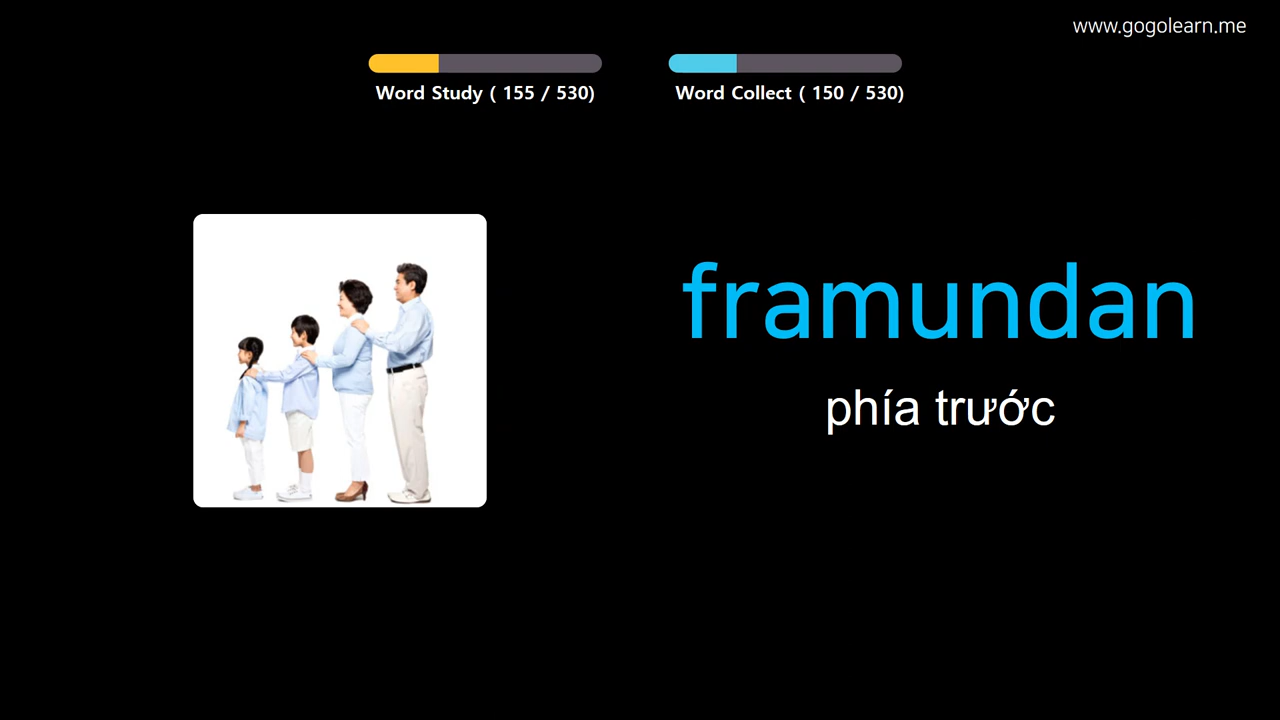 www.gogolearn.me
Word Study ( 155 / 530)
Word Collect ( 150 / 530)
framundan
phía trước